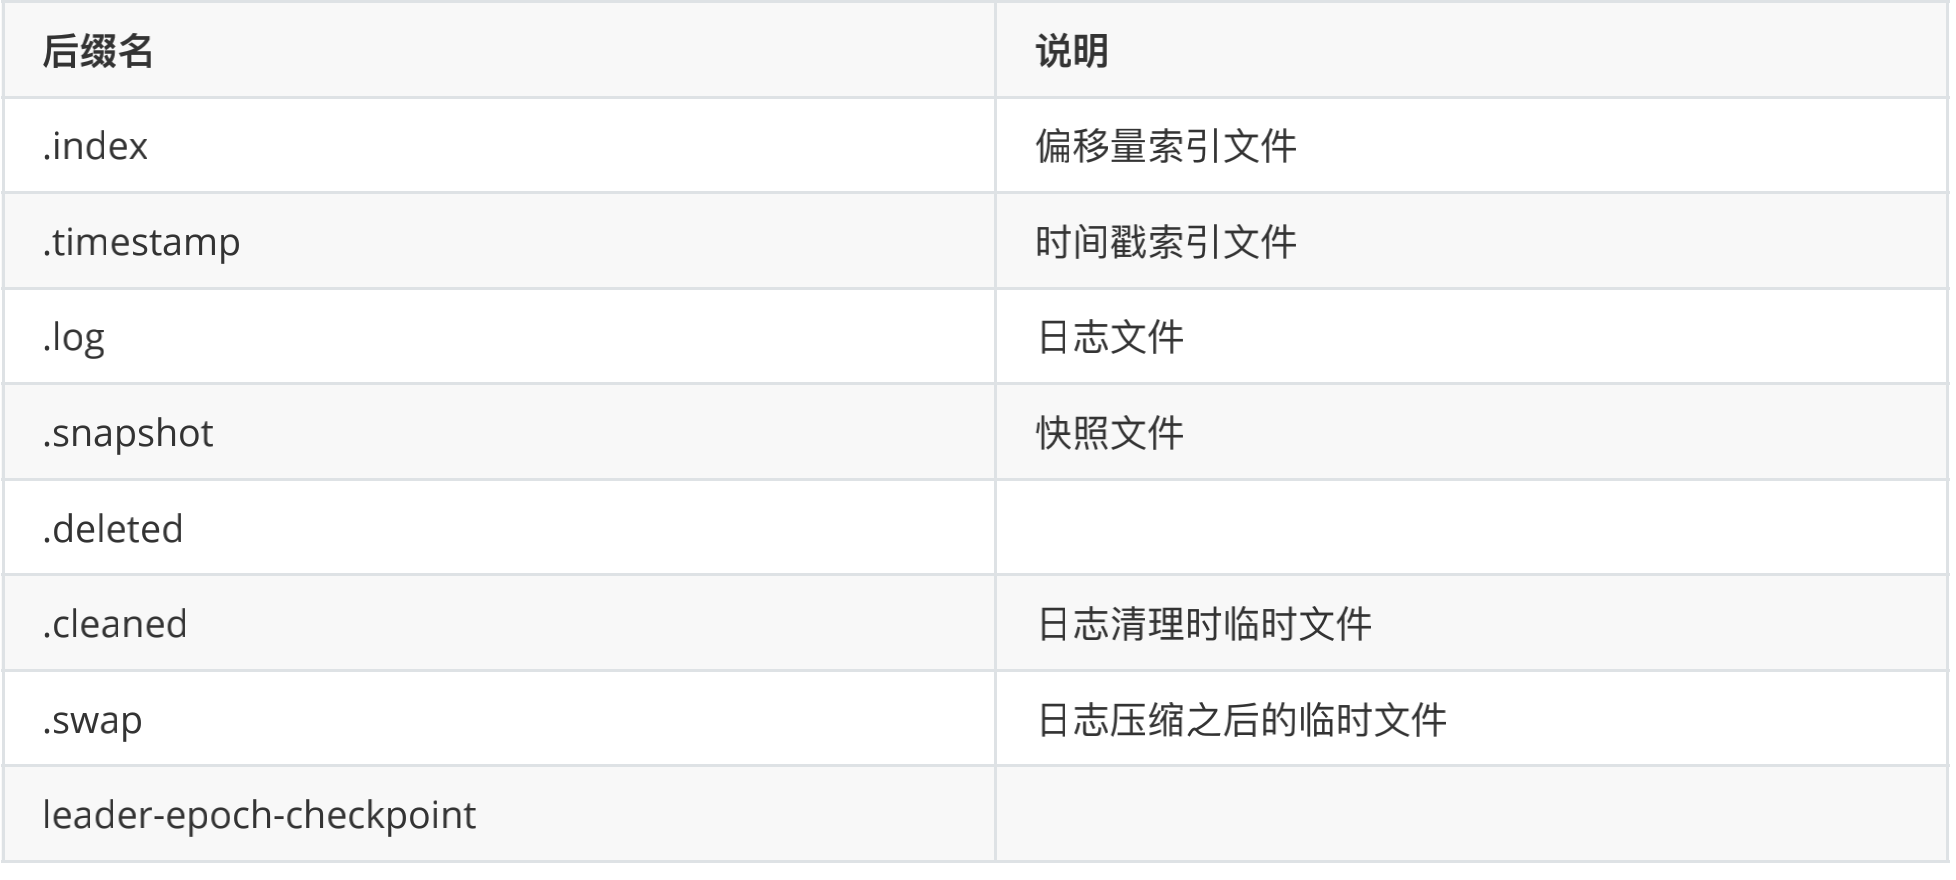 后缀名 说明
.index 偏移量索引文件
.timestamp 时间戳索引文件
.log 日志文件
.snapshot 快照文件
.deleted
.cleaned 日志清理时临时文件
.swap 日志压缩之后的临时文件
leader-epoch-checkpoint